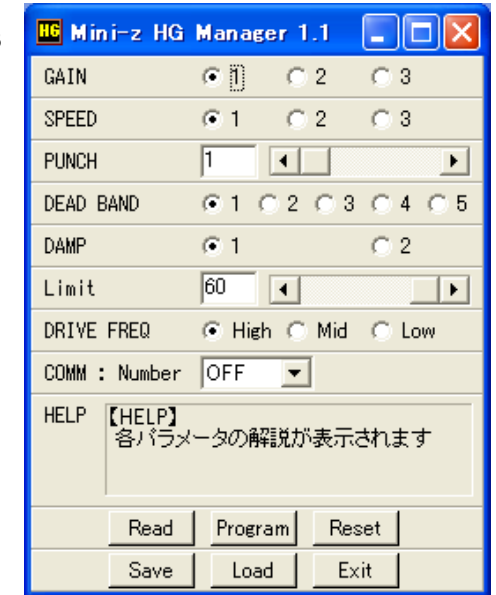 HG Mini-z HG Manager 1.1
GAIN 1 2 3
SPEED 1 2 3
PUNCH 1
DEAD BAND 1 2 3 4 5
DAMP 1 2
Limit 60
DRIVE FREQ High Mid Low
COMM : Number OFF
HELP 【HELP】
各パラメータの解説が表示されます
Read Program Reset
Save Load Exit